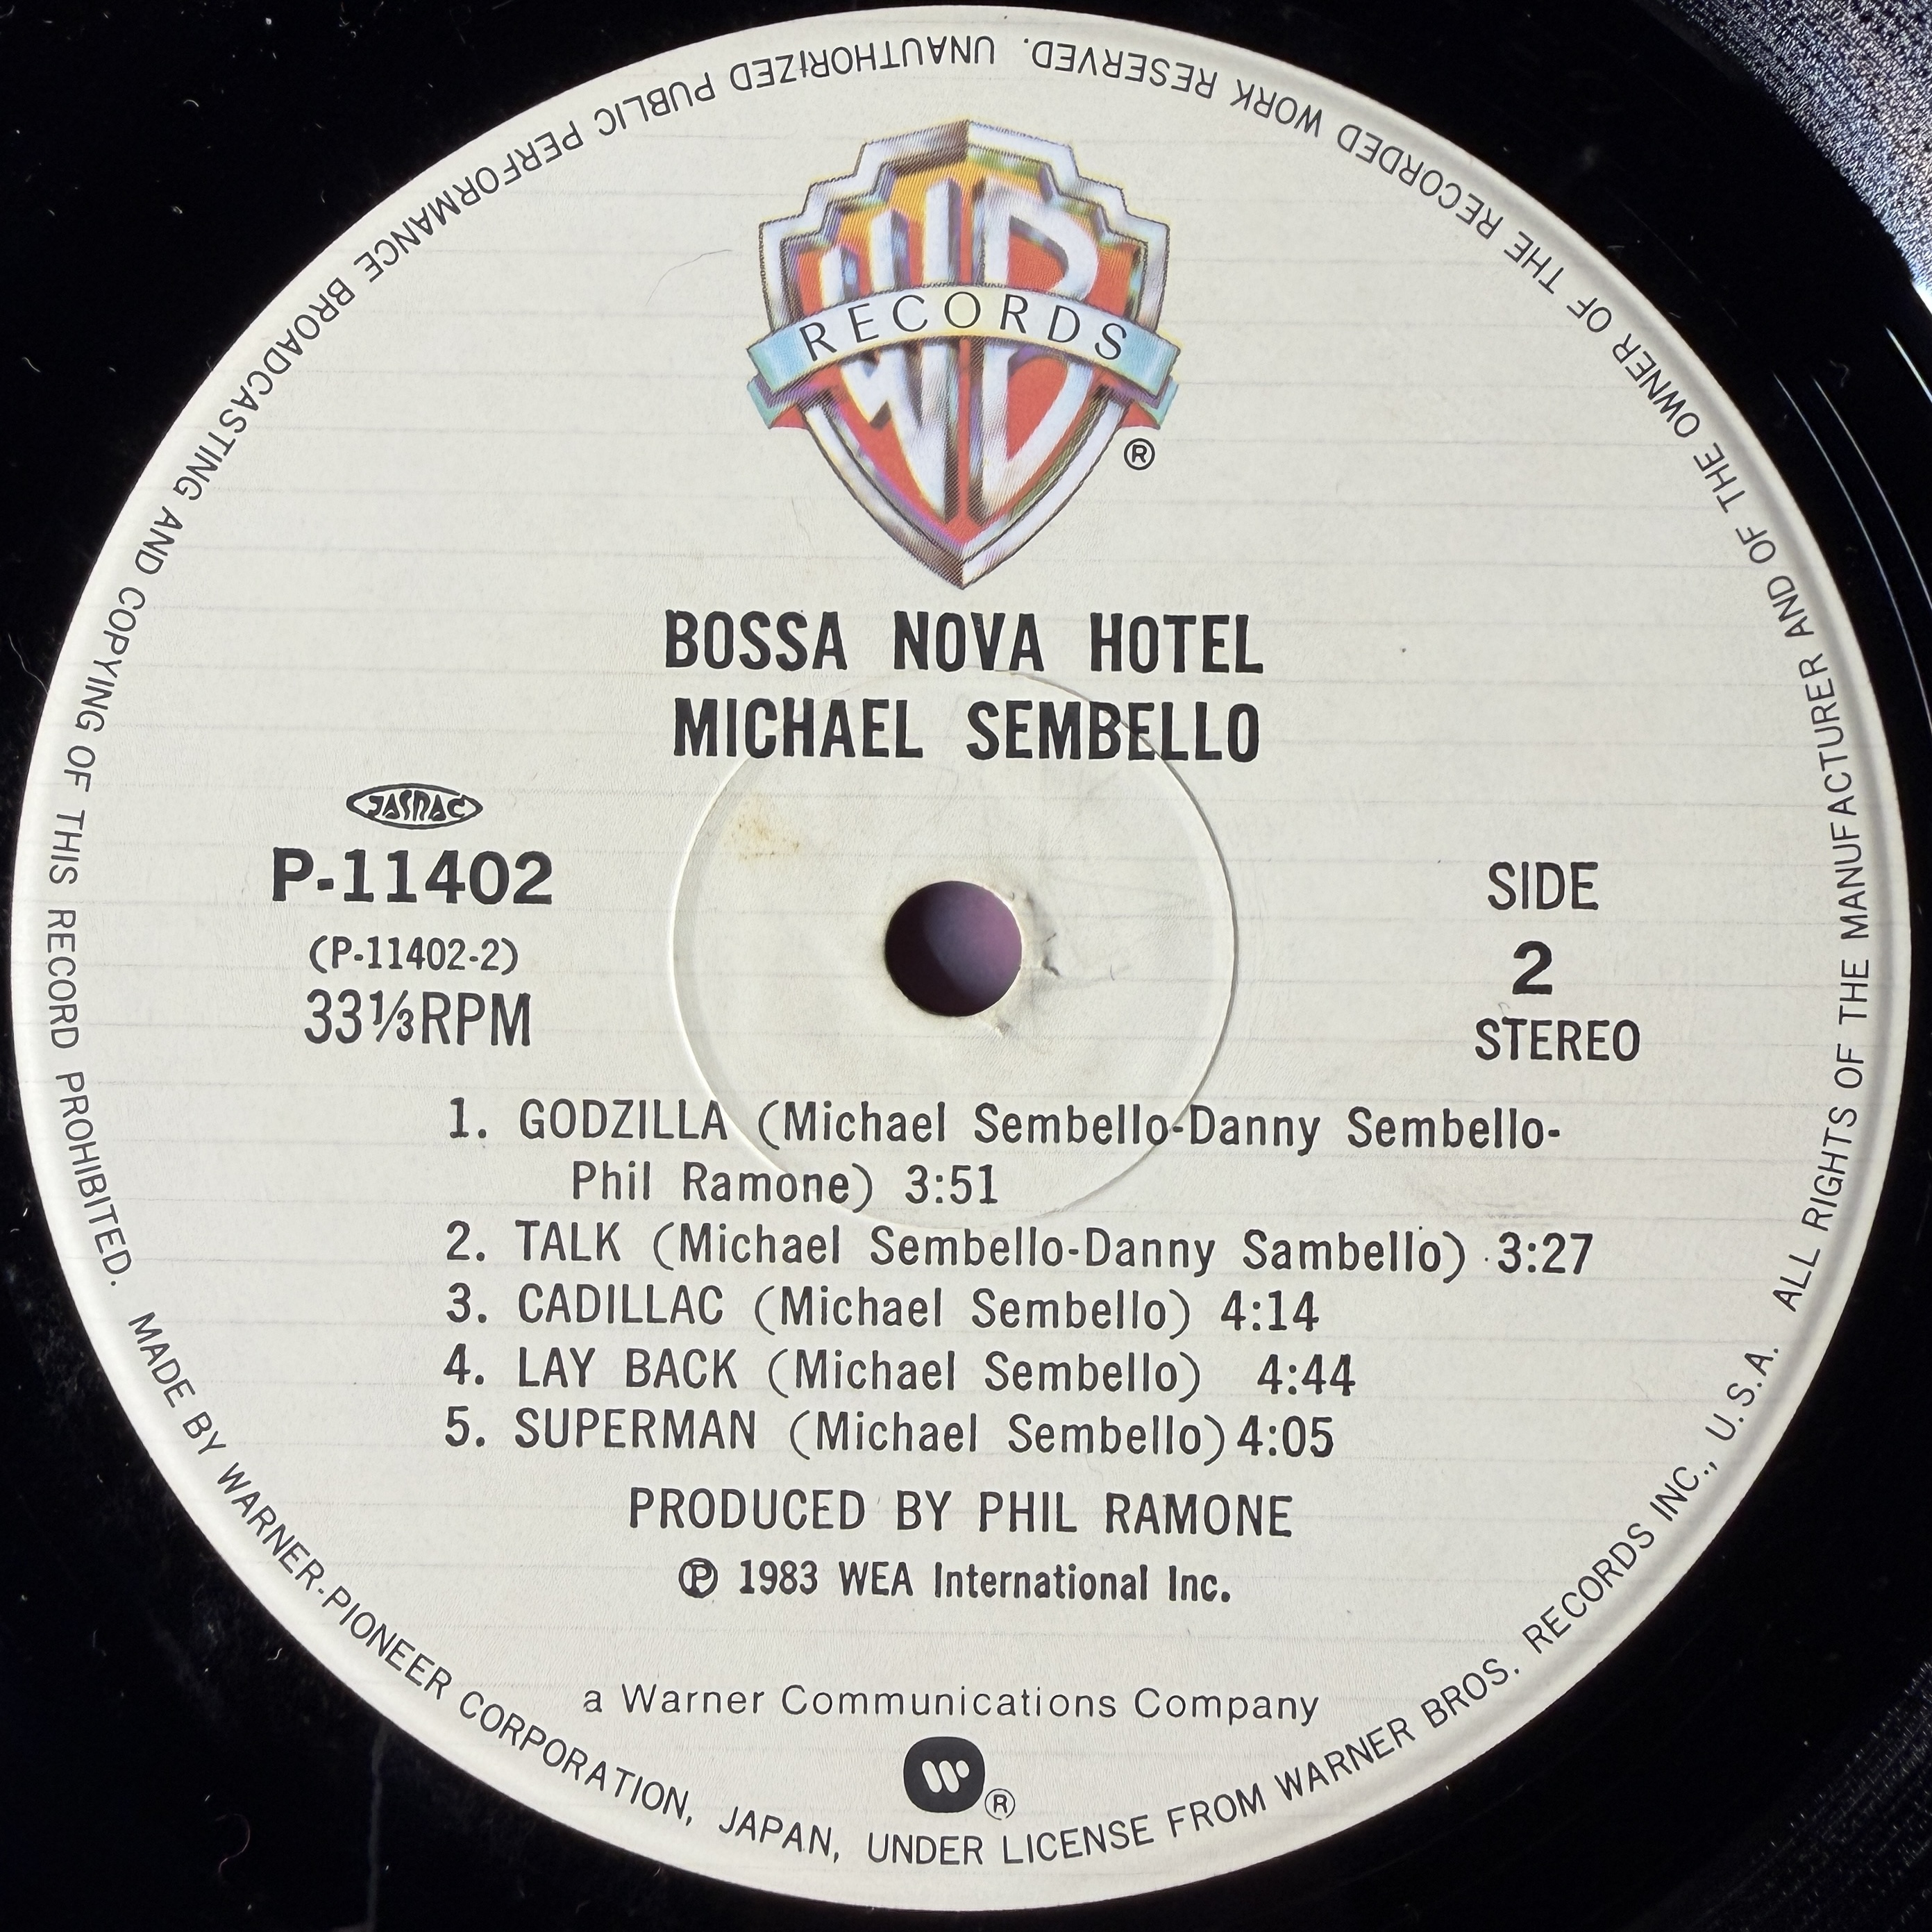 WB
RECORDS
®
BOSSA NOVA HOTEL
MICHAEL SEMBELLO
JASRAC
P-11402
(P-11402-2)
33⅓RPM
SIDE
2
STEREO
1. GODZILLA (Michael Sembello-Danny Sembello-
Phil Ramone) 3:51
2. TALK (Michael Sembello-Danny Sambello) 3:27
3. CADILLAC (Michael Sembello) 4:14
4. LAY BACK (Michael Sembello) 4:44
5. SUPERMAN (Michael Sembello) 4:05
PRODUCED BY PHIL RAMONE
℗ 1983 WEA International Inc.
a Warner Communications Company
W®
MADE BY WARNER-PIONEER CORPORATION, JAPAN, UNDER LICENSE FROM WARNER BROS. RECORDS INC., U.S.A. ALL RIGHTS OF THE MANUFACTURER AND OF THE OWNER OF THE RECORDED WORK RESERVED. UNAUTHORIZED PUBLIC PERFORMANCE BROADCASTING AND COPYING OF THIS RECORD PROHIBITED.